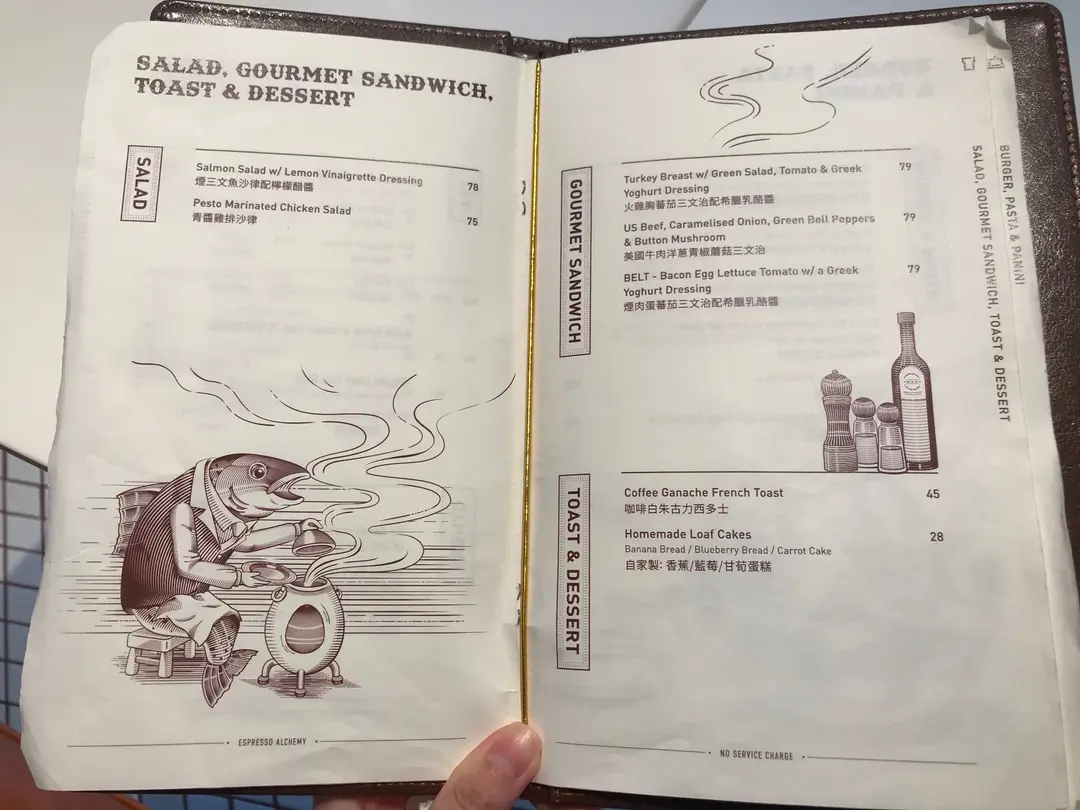 SALAD, GOURMET SANDWICH,
TOAST & DESSERT
SALAD
Salmon Salad w/ Lemon Vinaigrette Dressing 78
煙三文魚沙律配檸檬醋醬
Pesto Marinated Chicken Salad 75
青醬雞排沙律
ESPRESSO ALCHEMY
GOURMET SANDWICH
Turkey Breast w/ Green Salad, Tomato & Greek 79
Yoghurt Dressing
火雞胸蕃茄三文治配希臘乳酪醬
US Beef, Caramelised Onion, Green Bell Peppers 79
& Button Mushroom
美國牛肉洋蔥青椒蘑菇三文治
BELT - Bacon Egg Lettuce Tomato w/ a Greek 79
Yoghurt Dressing
煙肉蛋蕃茄三文治配希臘乳酪醬
TOAST & DESSERT
Coffee Ganache French Toast 45
咖啡白朱古力西多士
Homemade Loaf Cakes 28
Banana Bread / Blueberry Bread / Carrot Cake
自家製: 香蕉/藍莓/甘荀蛋糕
NO SERVICE CHARGE
BURGER, PASTA & PANINI
SALAD, GOURMET SANDWICH, TOAST & DESSERT